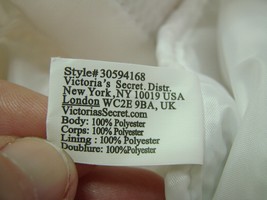 Style#30594168
Victoria's Secret. Distr.
New York,NY 10019 USA
London WC2E 9BA, UK
VictoriasSecret.com
Body: 100% Polyester
Corps: 100% Polyester
Lining : 100% Polyester
Doublure: 100% Polyester